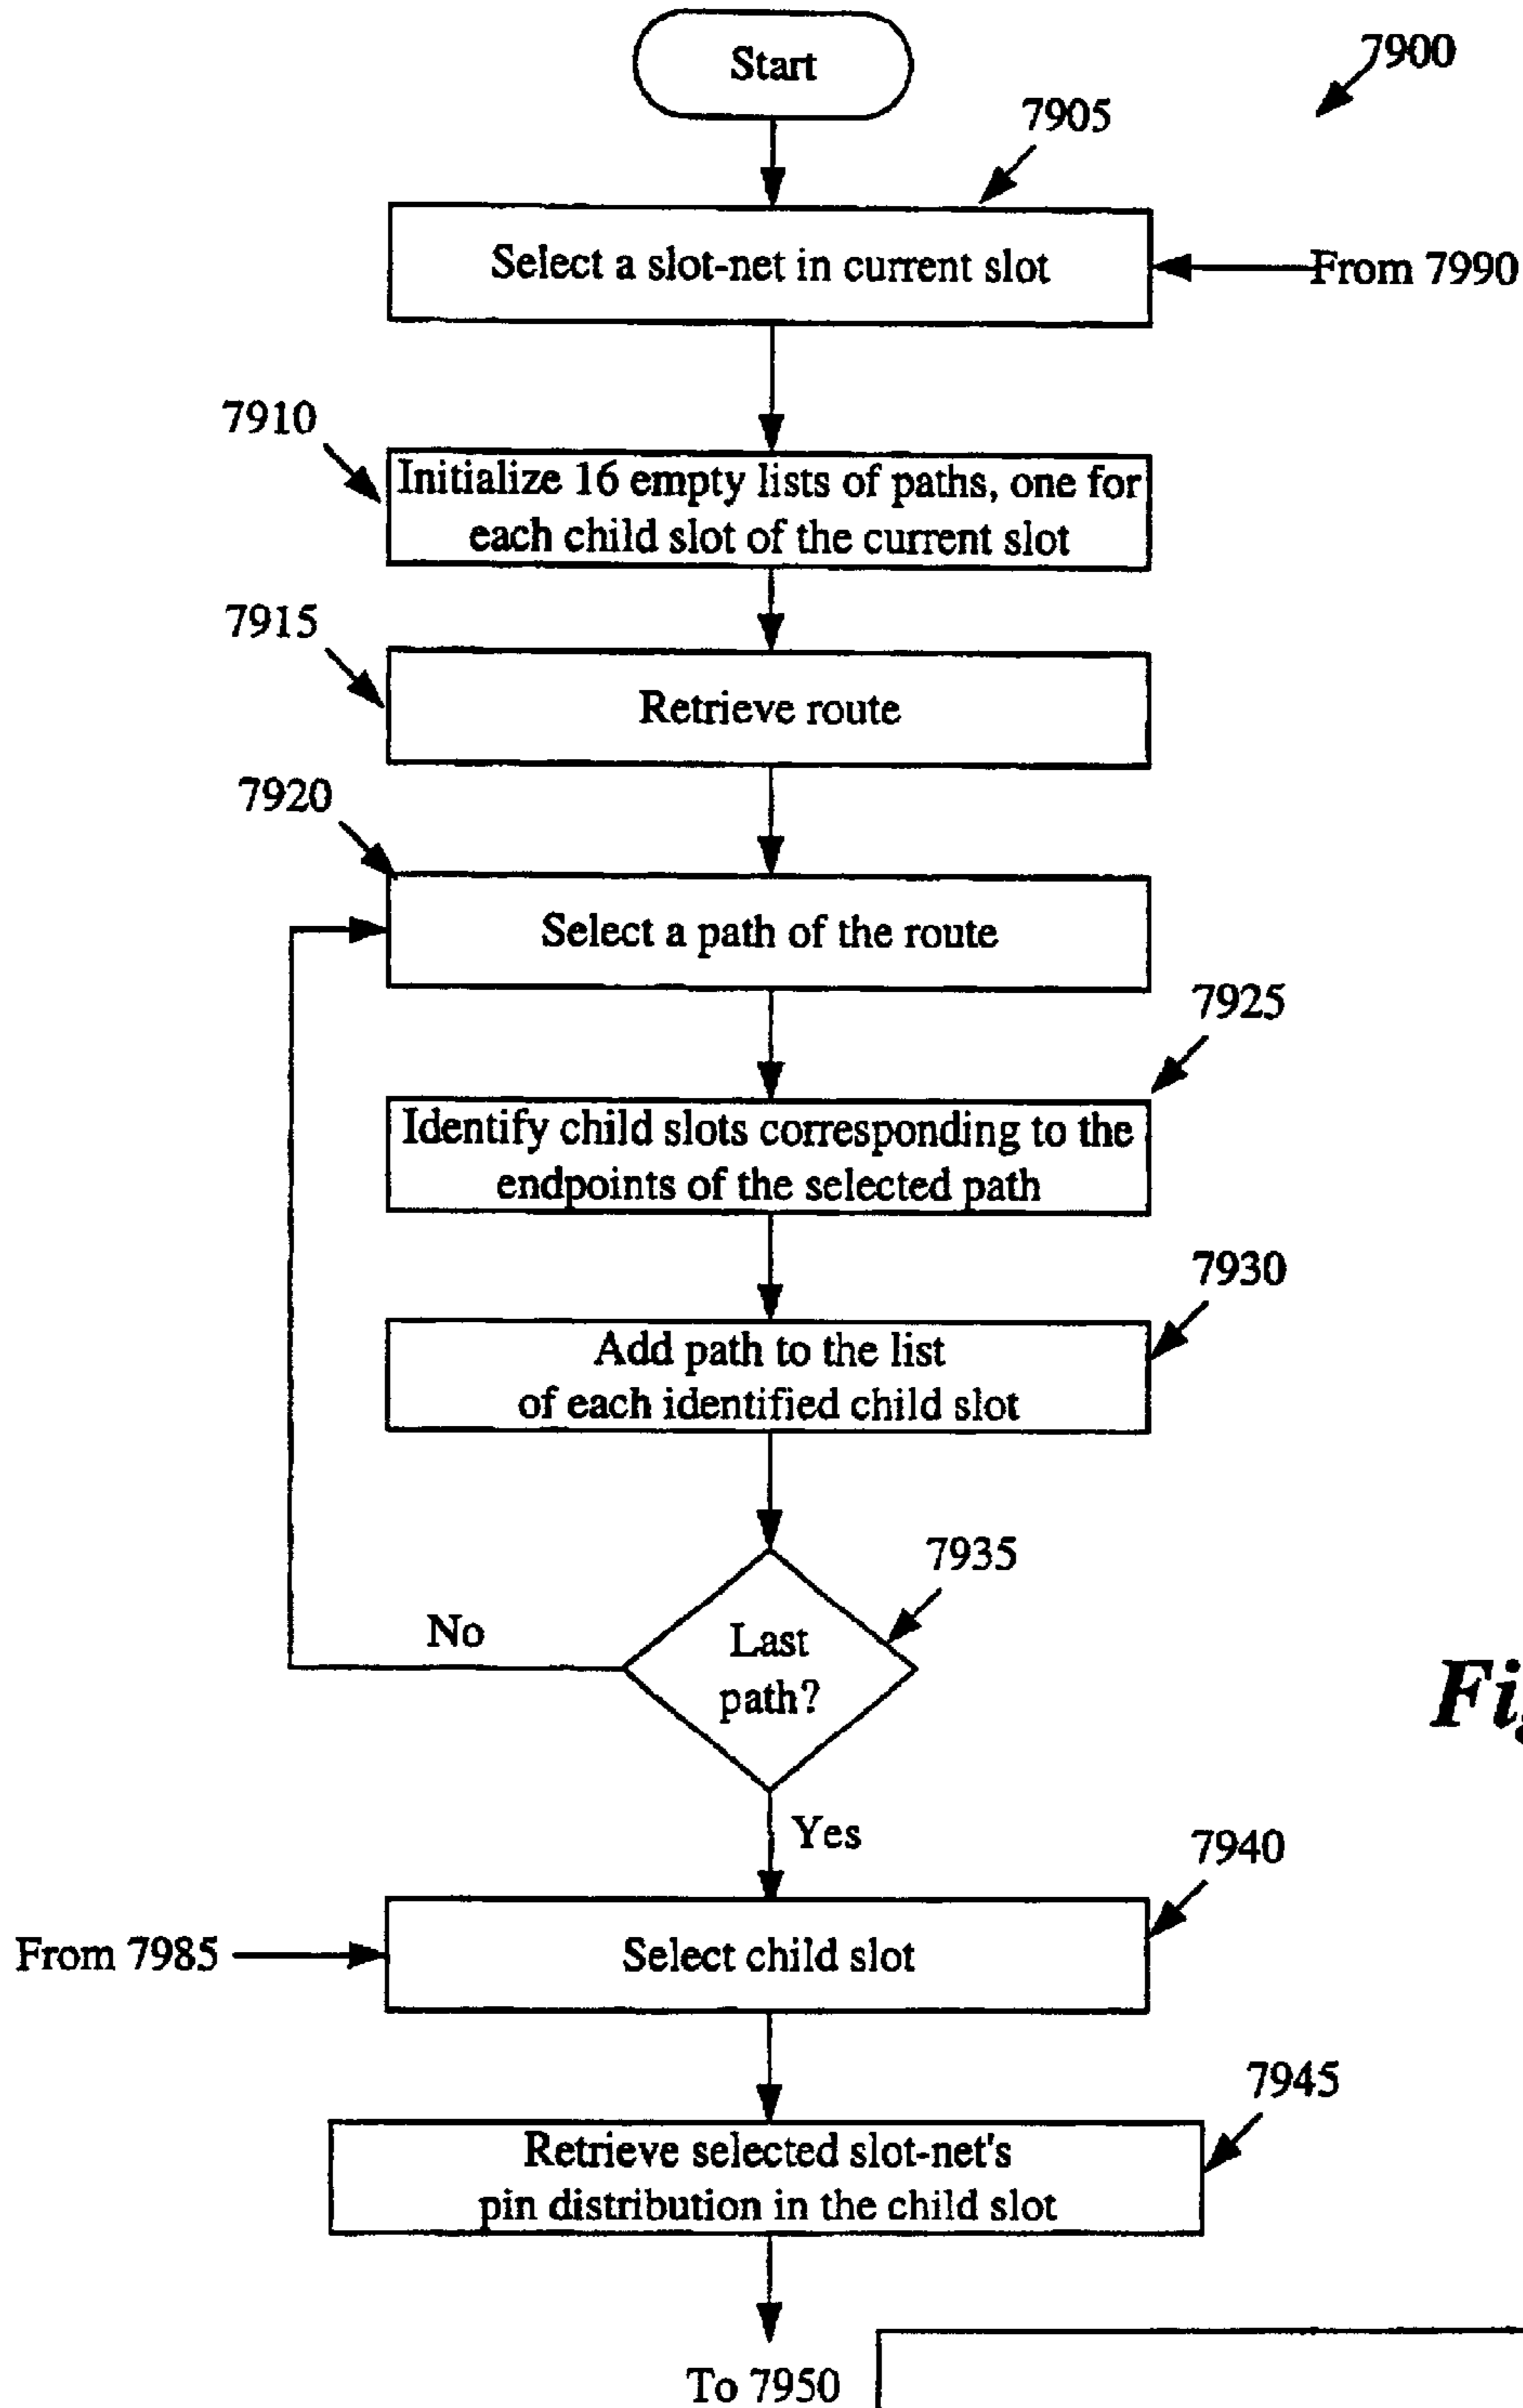 Start
7900
7905
Select a slot-net in current slot
From 7990
7910
Initialize 16 empty lists of paths, one for
each child slot of the current slot
7915
Retrieve route
7920
Select a path of the route
7925
Identify child slots corresponding to the
endpoints of the selected path
7930
Add path to the list
of each identified child slot
7935
Last
path?
No
Yes
7940
From 7985
Select child slot
7945
Retrieve selected slot-net's
pin distribution in the child slot
To 7950